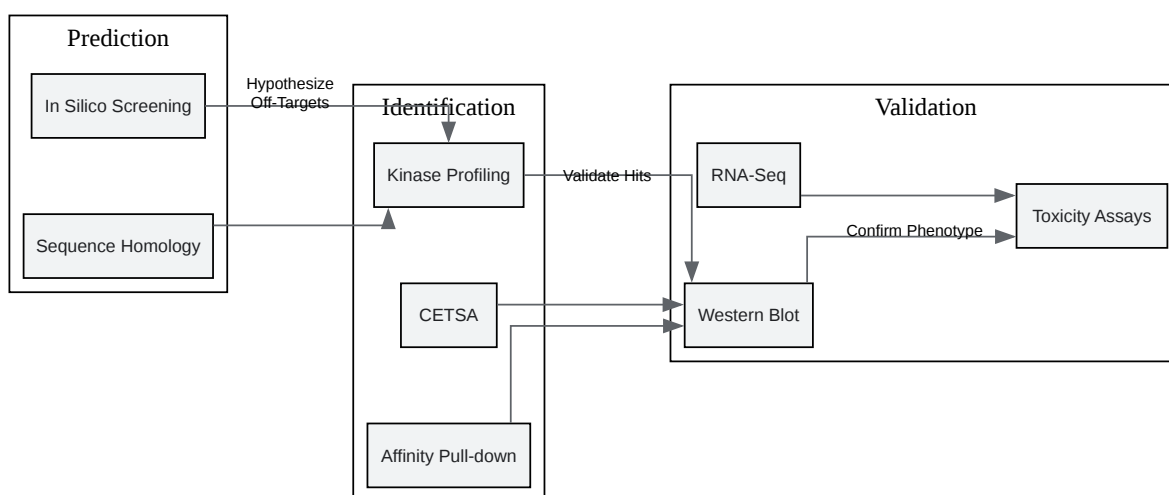 Prediction
In Silico Screening
Sequence Homology
Hypothesize
Off-Targets
Identification
Kinase Profiling
CETSA
Affinity Pull-down
Validate Hits
Validation
RNA-Seq
Western Blot
Confirm Phenotype
Toxicity Assays